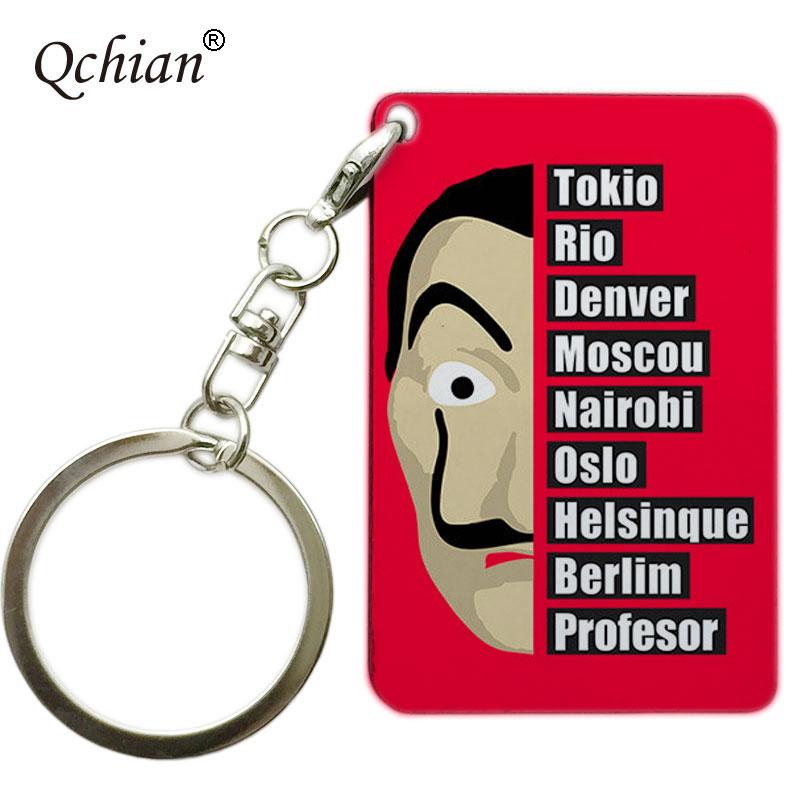 Qchian®
Tokio
Rio
Denver
Moscou
Nairobi
Oslo
Helsinque
Berlim
Profesor